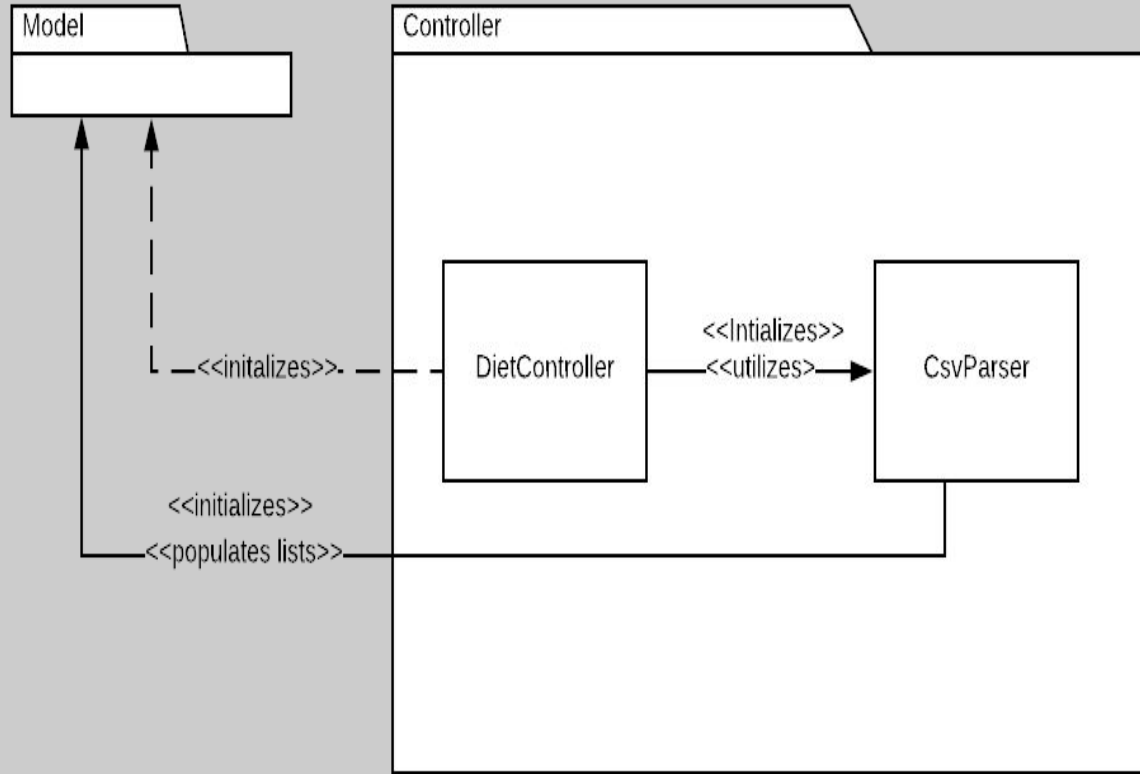 Model
Controller
<<Intializes>>
<<initalizes>>
DietController
<<utilizes>
CsvParser
<<initializes>>
<<populates lists>>